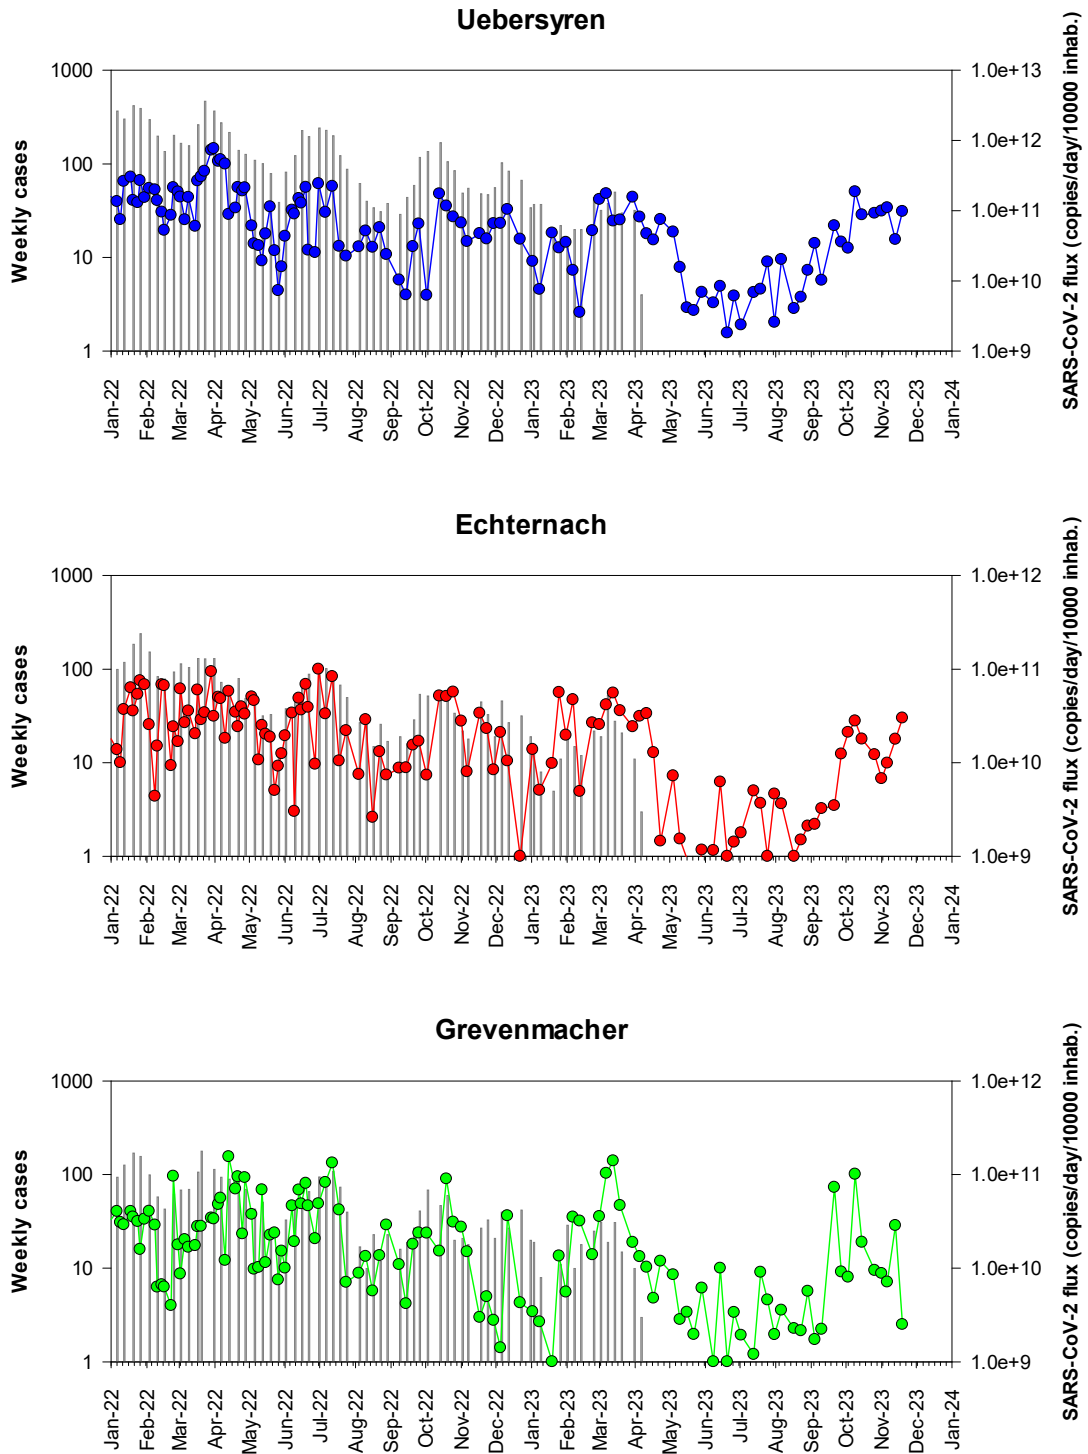 Uebersyren
Weekly cases
1000
100
10
1
1.0e+13
1.0e+12
1.0e+11
1.0e+10
1.0e+9
SARS-CoV-2 flux (copies/day/10000 inhab.)
Jan-22
Feb-22
Mar-22
Apr-22
May-22
Jun-22
Jul-22
Aug-22
Sep-22
Oct-22
Nov-22
Dec-22
Jan-23
Feb-23
Mar-23
Apr-23
May-23
Jun-23
Jul-23
Aug-23
Sep-23
Oct-23
Nov-23
Dec-23
Jan-24
Echternach
Weekly cases
1000
100
10
1
1.0e+12
1.0e+11
1.0e+10
1.0e+9
SARS-CoV-2 flux (copies/day/10000 inhab.)
Jan-22
Feb-22
Mar-22
Apr-22
May-22
Jun-22
Jul-22
Aug-22
Sep-22
Oct-22
Nov-22
Dec-22
Jan-23
Feb-23
Mar-23
Apr-23
May-23
Jun-23
Jul-23
Aug-23
Sep-23
Oct-23
Nov-23
Dec-23
Jan-24
Grevenmacher
Weekly cases
1000
100
10
1
1.0e+12
1.0e+11
1.0e+10
1.0e+9
SARS-CoV-2 flux (copies/day/10000 inhab.)
Jan-22
Feb-22
Mar-22
Apr-22
May-22
Jun-22
Jul-22
Aug-22
Sep-22
Oct-22
Nov-22
Dec-22
Jan-23
Feb-23
Mar-23
Apr-23
May-23
Jun-23
Jul-23
Aug-23
Sep-23
Oct-23
Nov-23
Dec-23
Jan-24